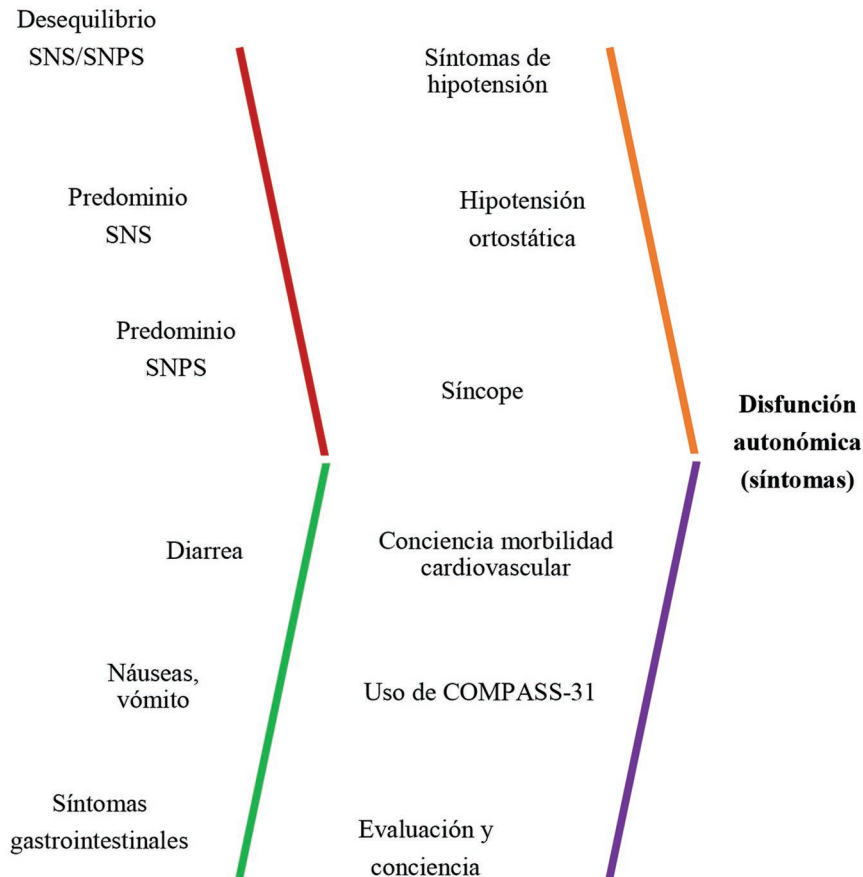 Desequilibrio
SNS/SNPS
Predominio
SNS
Predominio
SNPS
Síntomas de
hipotensión
Hipotensión
ortostática
Síncope
Disfunción
autonómica
(síntomas)
Diarrea
Náuseas,
vómito
Síntomas
gastrointestinales
Conciencia morbilidad
cardiovascular
Uso de COMPASS-31
Evaluación y
conciencia